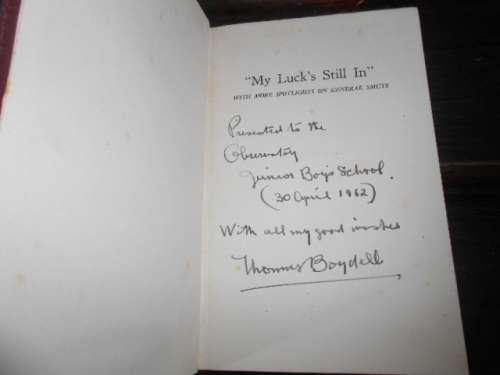 "My Luck's Still In"
WITH MORE SPOTLIGHTS ON GENERAL SMUTS
Presented to the
Observatory
Junior Boys School.
(30 April 1962)
With all my good wishes
Thomas Boydell